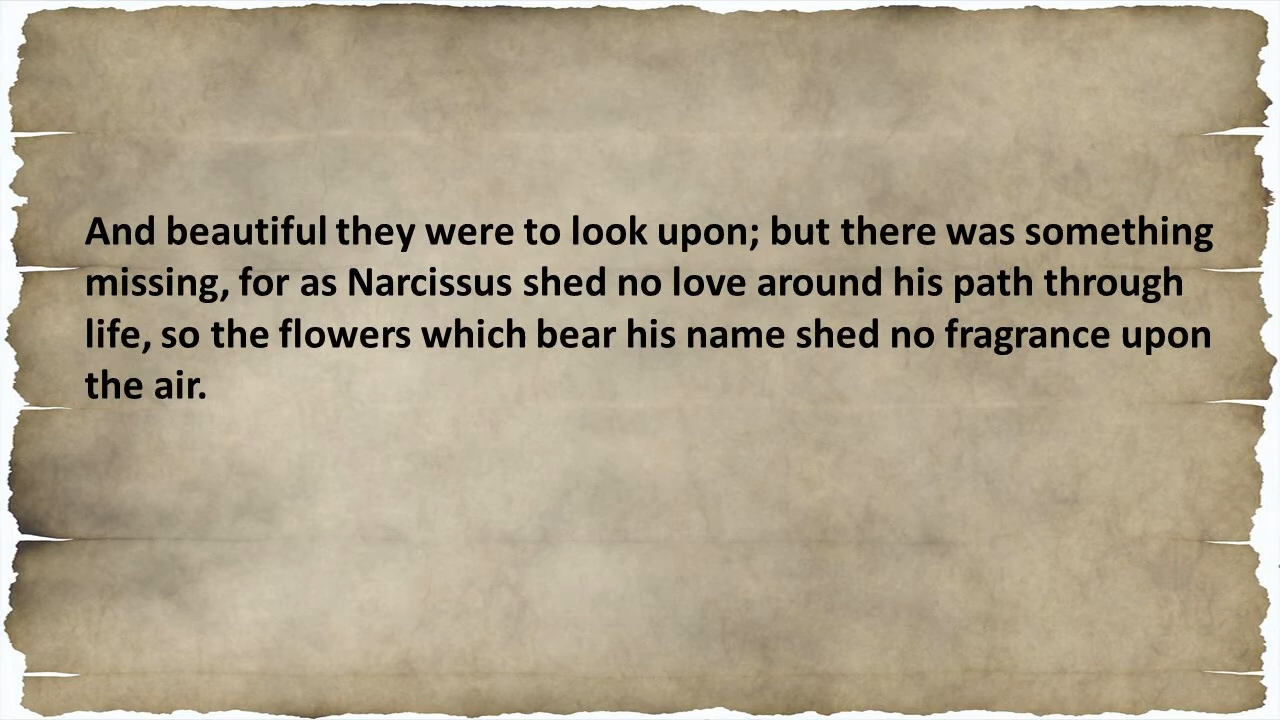 And beautiful they were to look upon; but there was something
missing, for as Narcissus shed no love around his path through
life, so the flowers which bear his name shed no fragrance upon
the air.